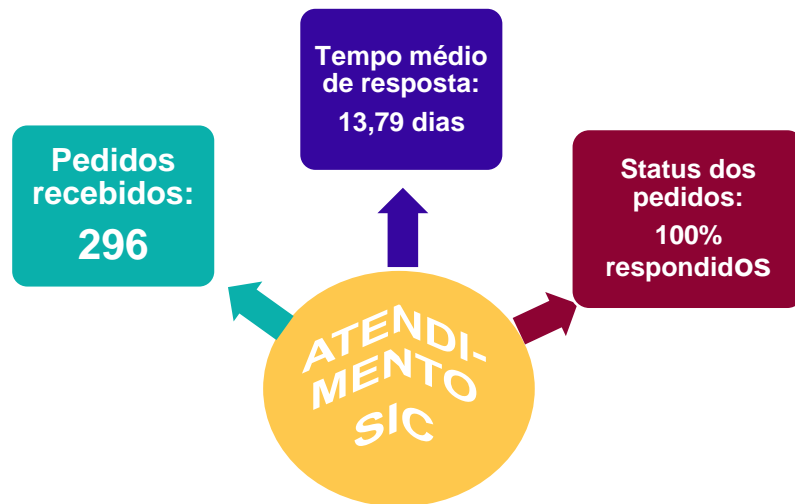 Tempo médio
de resposta:
13,79 dias
Pedidos
recebidos:
296
Status dos
pedidos:
100%
respondidos
ATENDI-
MENTO
SIC